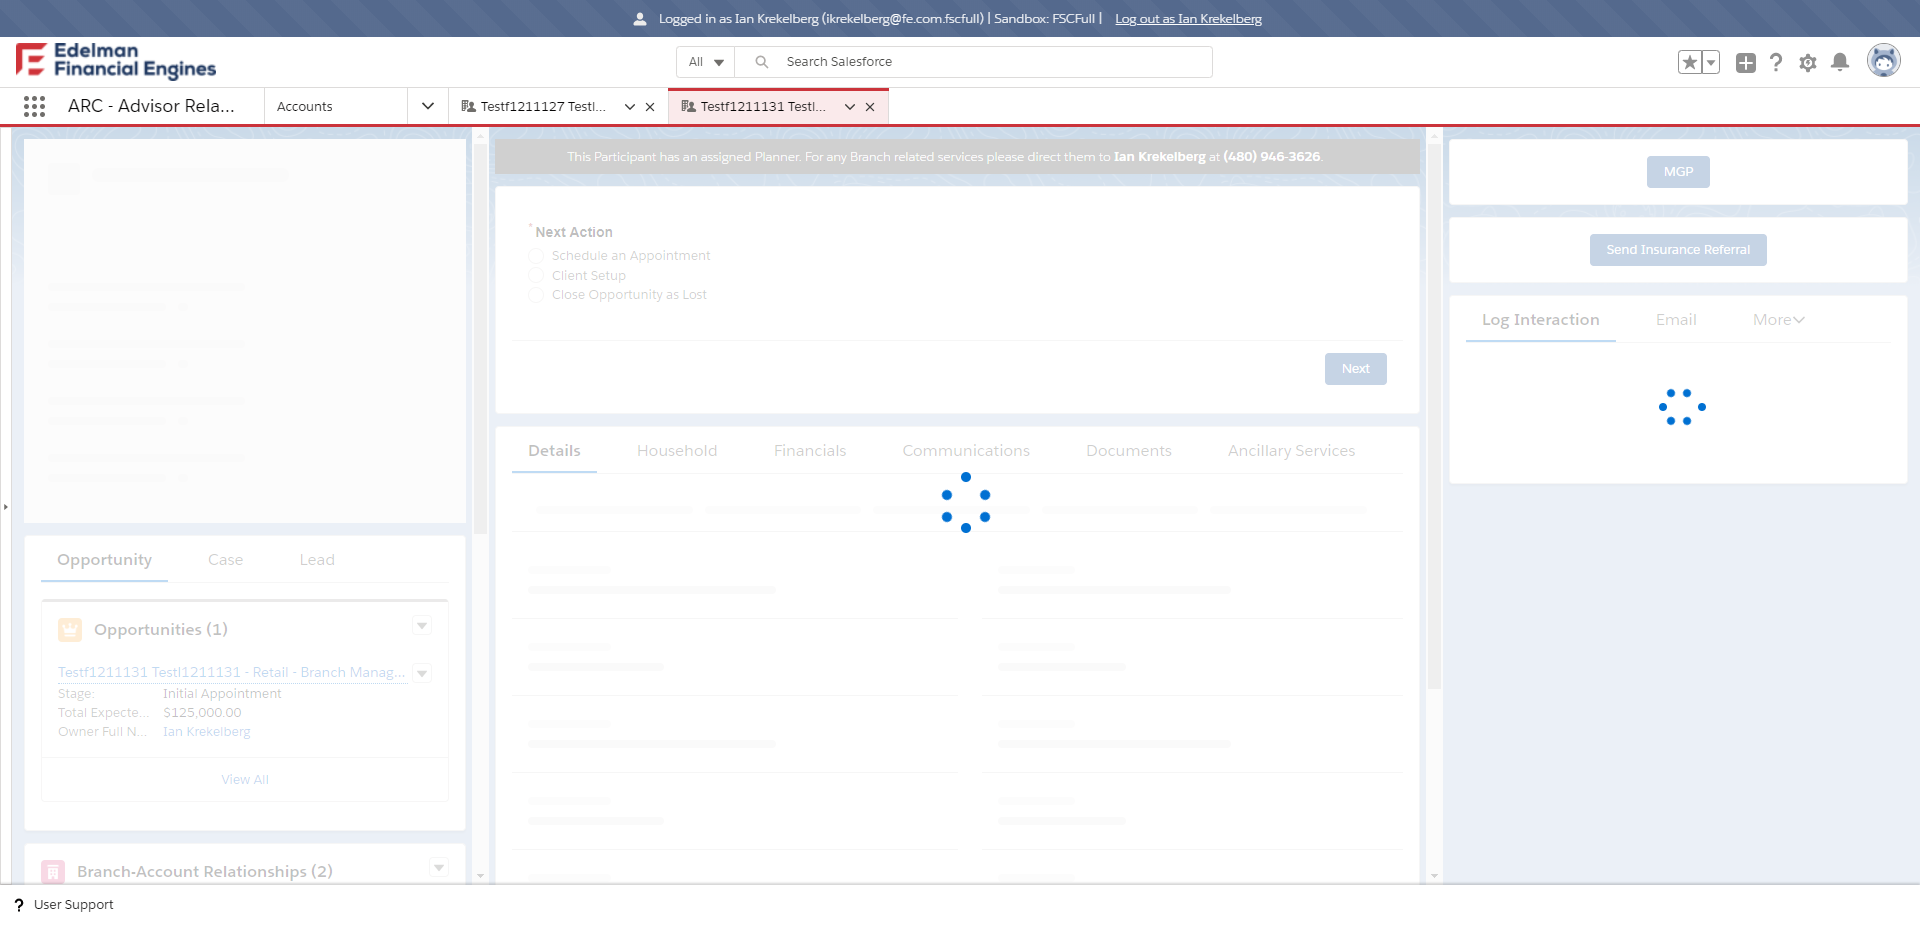 Logged in as Ian Krekelberg (ikrekelberg@fe.com.fscfull) | Sandbox: FSCFull | Log out as Ian Krekelberg
Edelman
Financial Engines
All
Search Salesforce
ARC - Advisor Rela...
Accounts
Testf1211127 Testl...
Testf1211131 Testl...
This Participant has an assigned Planner. For any Branch related services please direct them to Ian Krekelberg at (480) 946-3626.
* Next Action
Schedule an Appointment
Client Setup
Close Opportunity as Lost
Next
Details
Household
Financials
Communications
Documents
Ancillary Services
MGP
Send Insurance Referral
Log Interaction
Email
More
Opportunity
Case
Lead
Opportunities (1)
Testf1211131 Testl1211131 - Retail - Branch Manag...
Stage: Initial Appointment
Total Expecte... $125,000.00
Owner Full N... Ian Krekelberg
View All
Branch-Account Relationships (2)
? User Support